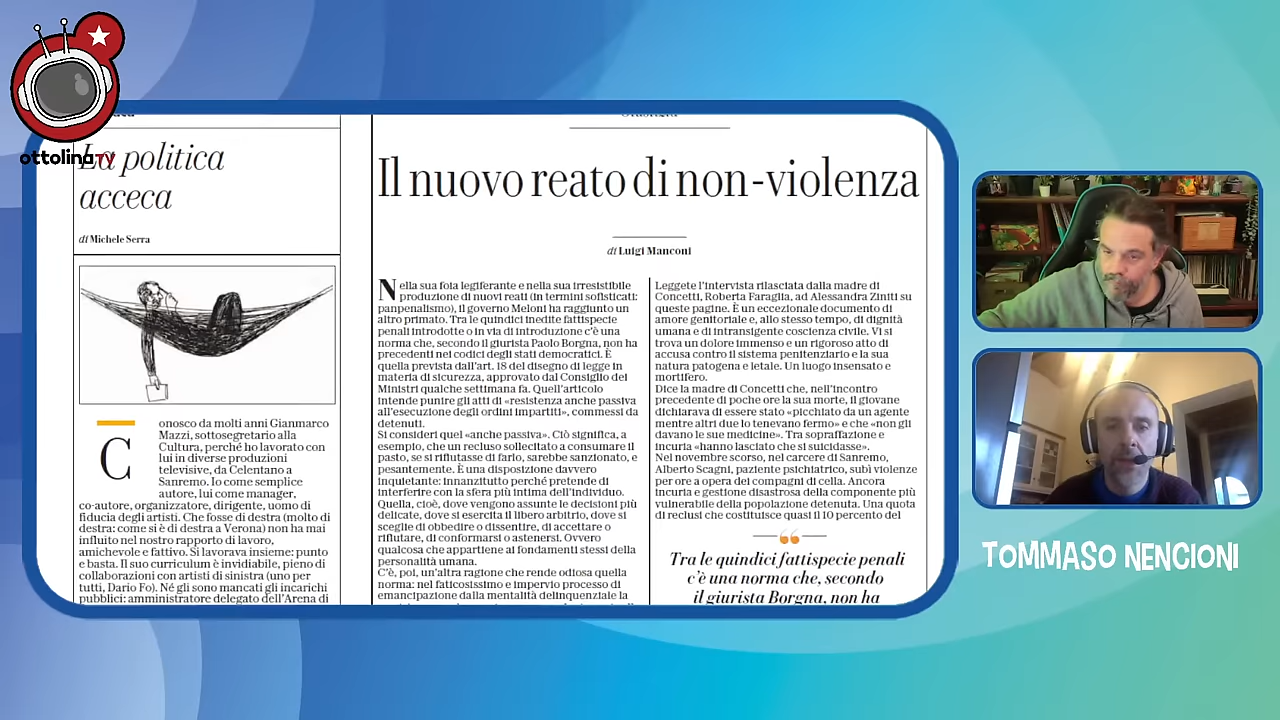 ottolinaTV
La politica
acceca
di Michele Serra
C
onosco da molti anni Gianmarco
Mazzi, sottosegretario alla
Cultura, perché ho lavorato con
lui in diverse produzioni
televisive, da Celentano a
Sanremo. Io come semplice
autore, lui come manager,
co-autore, organizzatore, dirigente, uomo di
fiducia degli artisti. Che fosse di destra (molto di
destra: come si è di destra a Verona) non ha mai
influito nel nostro rapporto di lavoro,
amichevole e fattivo. Si lavorava insieme: punto
e basta. Il suo curriculum è invidiabile, pieno di
collaborazioni con artisti di sinistra (uno per
tutti, Dario Fo). Né gli sono mancati gli incarichi
pubblici: amministratore delegato dell'Arena di
Il nuovo reato di non-violenza
di Luigi Manconi
Nella sua foia legiferante e nella sua irresistibile
produzione di nuovi reati (in termini sofisticati:
panpenalismo), il governo Meloni ha raggiunto un
altro primato. Tra le quindici inedite fattispecie
penali introdotte o in via di introduzione c'è una
norma che, secondo il giurista Paolo Borgna, non ha
precedenti nei codici degli stati democratici. È
quella prevista dall'art. 18 del disegno di legge in
materia di sicurezza, approvato dal Consiglio dei
Ministri qualche settimana fa. Quell'articolo
intende punire gli atti di «resistenza anche passiva
all'esecuzione degli ordini impartiti», commessi da
detenuti.
Si consideri quel «anche passiva». Ciò significa, a
esempio, che un recluso sollecitato a consumare il
pasto, se si rifiutasse di farlo, sarebbe sanzionato, e
pesantemente. È una disposizione davvero
inquietante: innanzitutto perché pretende di
interferire con la sfera più intima dell'individuo.
Quella, cioè, dove vengono assunte le decisioni più
delicate, dove si esercita il libero arbitrio, dove si
sceglie di obbedire o dissentire, di accettare o
rifiutare, di conformarsi o astenersi. Ovvero
qualcosa che appartiene ai fondamenti stessi della
personalità umana.
C'è, poi, un'altra ragione che rende odiosa quella
norma: nel faticosissimo e impervio processo di
emancipazione dalla mentalità delinquenziale la
Leggete l'intervista rilasciata dalla madre di
Concetti, Roberta Faraglia, ad Alessandra Ziniti su
queste pagine. È un eccezionale documento di
amore genitoriale e, allo stesso tempo, di dignità
umana e di intransigente coscienza civile. Vi si
trova un dolore immenso e un rigoroso atto di
accusa contro il sistema penitenziario e la sua
natura patogena e letale. Un luogo insensato e
mortifero.
Dice la madre di Concetti che, nell'incontro
precedente di poche ore la sua morte, il giovane
dichiarava di essere stato «picchiato da un agente
mentre altri due lo tenevano fermo» e che «non gli
davano le sue medicine». Tra sopraffazione e
incuria «hanno lasciato che si suicidasse».
Nel novembre scorso, nel carcere di Sanremo,
Alberto Scagni, paziente psichiatrico, subì violenze
per ore a opera dei compagni di cella. Ancora
incuria e gestione disastrosa della componente più
vulnerabile della popolazione detenuta. Una quota
di reclusi che costituisce quasi il 10 percento del
Tra le quindici fattispecie penali
c'è una norma che, secondo
il giurista Borgna, non ha
TOMMASO NENCIONI